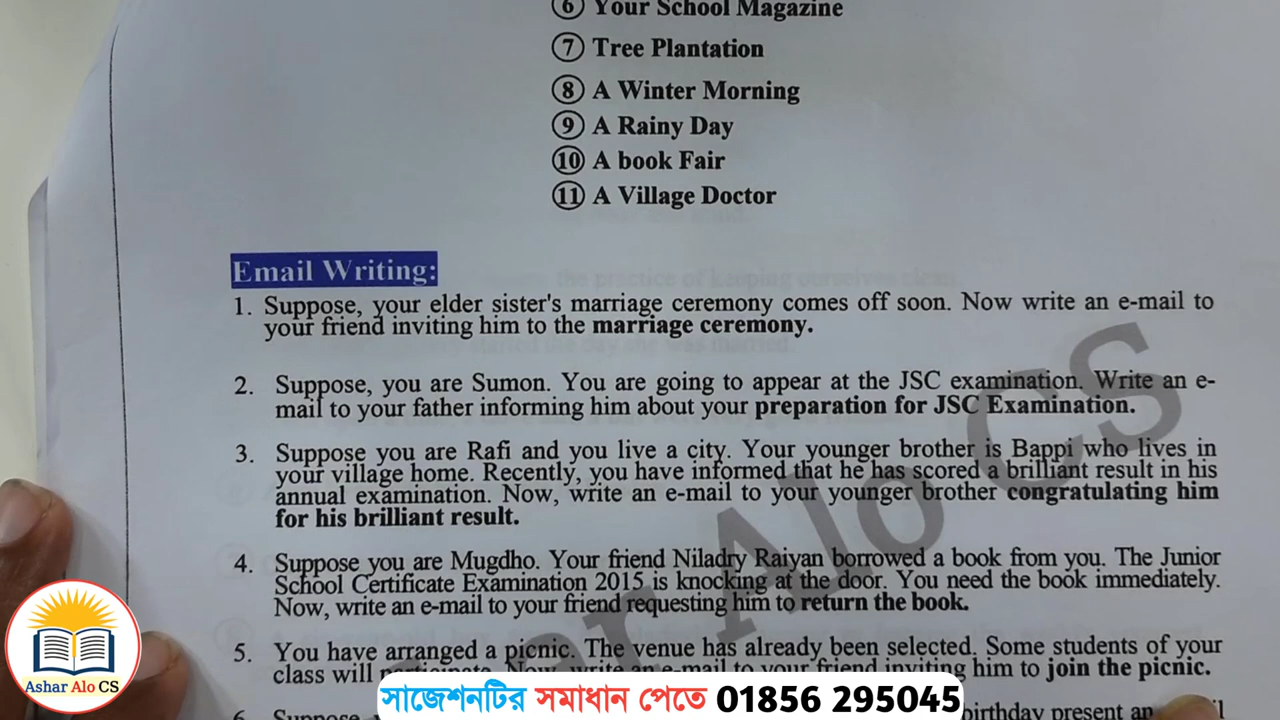 ⑥ Your School Magazine
⑦ Tree Plantation
⑧ A Winter Morning
⑨ A Rainy Day
⑩ A book Fair
⑪ A Village Doctor
Email Writing:
1. Suppose, your elder sister's marriage ceremony comes off soon. Now write an e-mail to
your friend inviting him to the marriage ceremony.
2. Suppose, you are Sumon. You are going to appear at the JSC examination. Write an e-
mail to your father informing him about your preparation for JSC Examination.
3. Suppose you are Rafi and you live a city. Your younger brother is Bappi who lives in
your village home. Recently, you have informed that he has scored a brilliant result in his
annual examination. Now, write an e-mail to your younger brother congratulating him
for his brilliant result.
4. Suppose you are Mugdho. Your friend Niladry Raiyan borrowed a book from you. The Junior
School Certificate Examination 2015 is knocking at the door. You need the book immediately.
Now, write an e-mail to your friend requesting him to return the book.
5. You have arranged a picnic. The venue has already been selected. Some students of your
class will participate. Now, write an e-mail to your friend inviting him to join the picnic.
6. Suppose, birthday present an
Ashar Alo CS
Alo CS
সাজেশনটির সমাধান পেতে 01856 295045